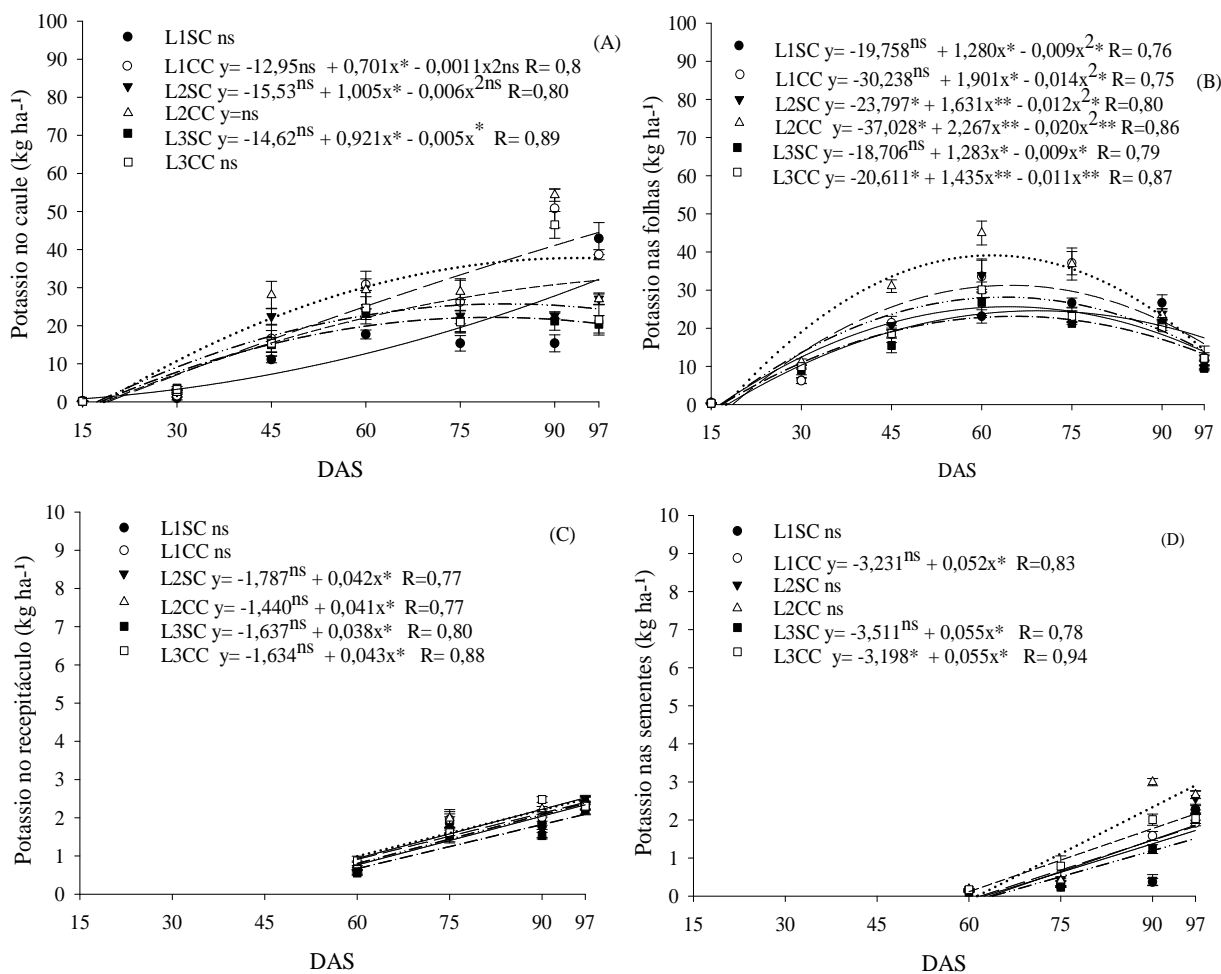 100
90
80
70
60
50
40
30
20
10
0
Potassio no caule (kg ha⁻¹)
L1SC ns
L1CC y= -12,95ns + 0,701x* - 0,0011x2ns R= 0,8
L2SC y= -15,53ⁿˢ + 1,005x* - 0,006x²ⁿˢ R=0,80
L2CC y=ns
L3SC y= -14,62ⁿˢ + 0,921x* - 0,005x* R= 0,89
L3CC ns
(A)
15 30 45 60 75 90 97
DAS
100
90
80
70
60
50
40
30
20
10
0
Potassio nas folhas (kg ha⁻¹)
L1SC y= -19,758ⁿˢ + 1,280x* - 0,009x²* R= 0,76
L1CC y= -30,238ⁿˢ + 1,901x* - 0,014x²* R= 0,75
L2SC y= -23,797* + 1,631x** - 0,012x²* R=0,80
L2CC y= -37,028* + 2,267x** - 0,020x²** R= 0,86
L3SC y= -18,706ⁿˢ + 1,283x* - 0,009x* R= 0,79
L3CC y= -20,611* + 1,435x** - 0,011x** R= 0,87
(B)
15 30 45 60 75 90 97
DAS
10
9
8
7
6
5
4
3
2
1
0
Potassio no recepitáculo (kg ha⁻¹)
L1SC ns
L1CC ns
L2SC y= -1,787ⁿˢ + 0,042x* R=0,77
L2CC y= -1,440ⁿˢ + 0,041x* R=0,77
L3SC y= -1,637ⁿˢ + 0,038x* R= 0,80
L3CC y= -1,634ⁿˢ + 0,043x* R= 0,88
(C)
15 30 45 60 75 90 97
DAS
10
9
8
7
6
5
4
3
2
1
0
Potassio nas sementes (kg ha⁻¹)
L1SC ns
L1CC y= -3,231ⁿˢ + 0,052x* R= 0,83
L2SC ns
L2CC ns
L3SC y= -3,511ⁿˢ + 0,055x* R= 0,78
L3CC y= -3,198* + 0,055x* R= 0,94
(D)
15 30 45 60 75 90 97
DAS